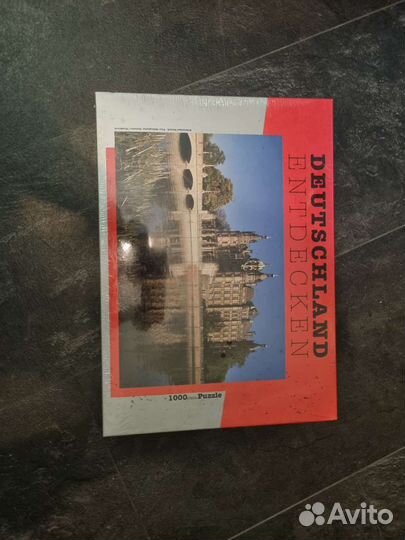 DEUTSCHLAND
ENTDECKEN
1000 Puzzle
Avito